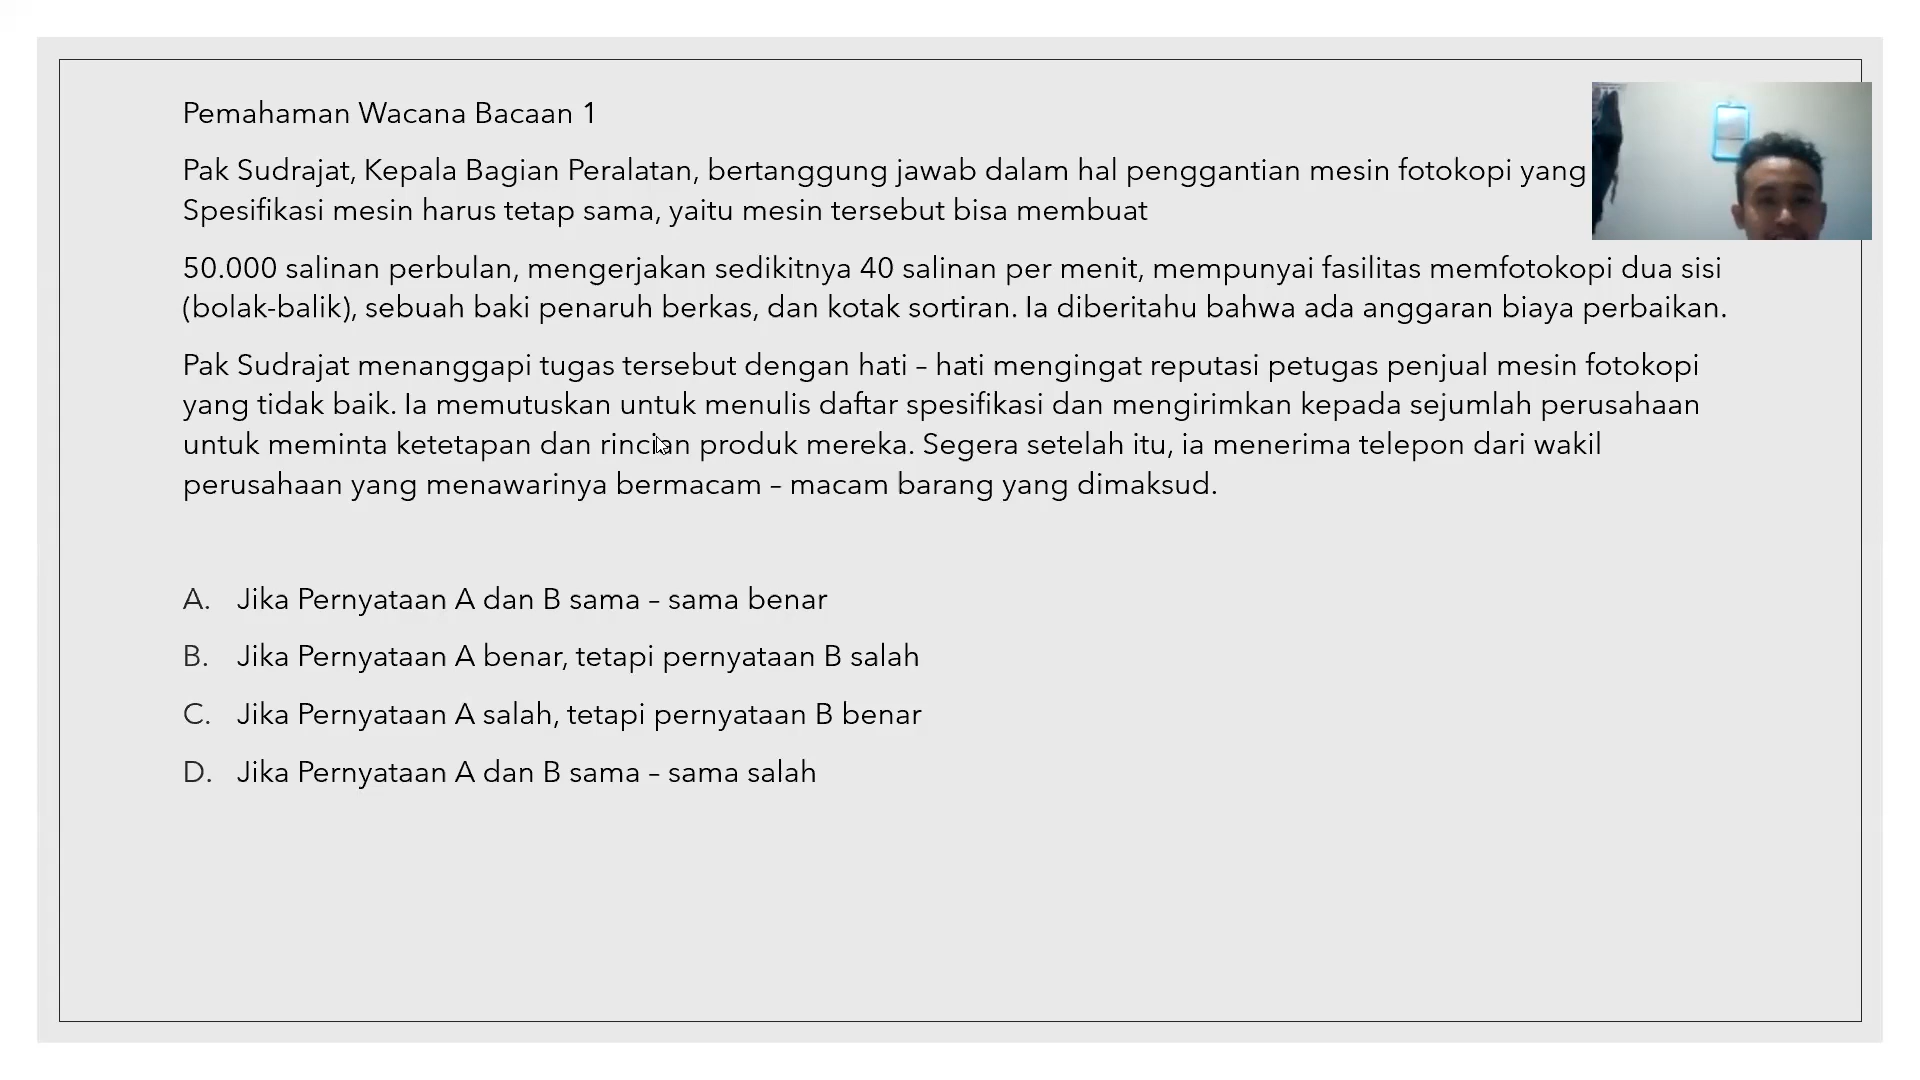 Pemahaman Wacana Bacaan 1
Pak Sudrajat, Kepala Bagian Peralatan, bertanggung jawab dalam hal penggantian mesin fotokopi yang
Spesifikasi mesin harus tetap sama, yaitu mesin tersebut bisa membuat
50.000 salinan perbulan, mengerjakan sedikitnya 40 salinan per menit, mempunyai fasilitas memfotokopi dua sisi
(bolak-balik), sebuah baki penaruh berkas, dan kotak sortiran. Ia diberitahu bahwa ada anggaran biaya perbaikan.
Pak Sudrajat menanggapi tugas tersebut dengan hati – hati mengingat reputasi petugas penjual mesin fotokopi
yang tidak baik. Ia memutuskan untuk menulis daftar spesifikasi dan mengirimkan kepada sejumlah perusahaan
untuk meminta ketetapan dan rincian produk mereka. Segera setelah itu, ia menerima telepon dari wakil
perusahaan yang menawarinya bermacam – macam barang yang dimaksud.
A. Jika Pernyataan A dan B sama – sama benar
B. Jika Pernyataan A benar, tetapi pernyataan B salah
C. Jika Pernyataan A salah, tetapi pernyataan B benar
D. Jika Pernyataan A dan B sama – sama salah